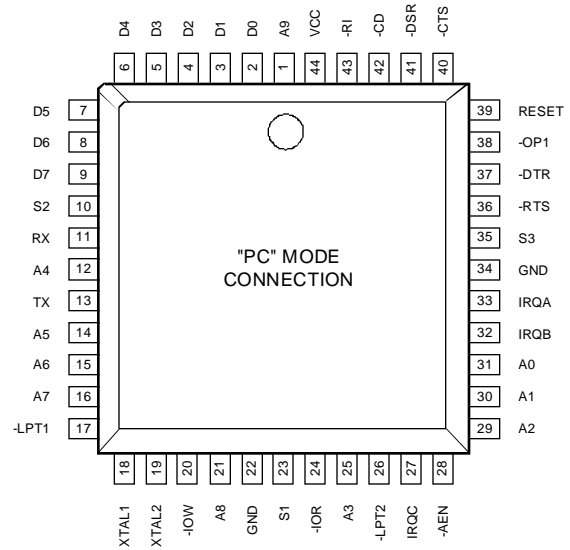 D4 D3 D2 D1 D0 A9 VCC -RI -CD -DSR -CTS
6 5 4 3 2 1 44 43 42 41 40
D5 7 39 RESET
D6 8 38 -OP1
D7 9 37 -DTR
S2 10 36 -RTS
RX 11 35 S3
"PC" MODE
CONNECTION
A4 12 34 GND
TX 13 33 IRQA
A5 14 32 IRQB
A6 15 31 A0
A7 16 30 A1
-LPT1 17 29 A2
18 19 20 21 22 23 24 25 26 27 28
XTAL1 XTAL2 -IOW A8 GND S1 -IOR A3 -LPT2 IRQC -AEN